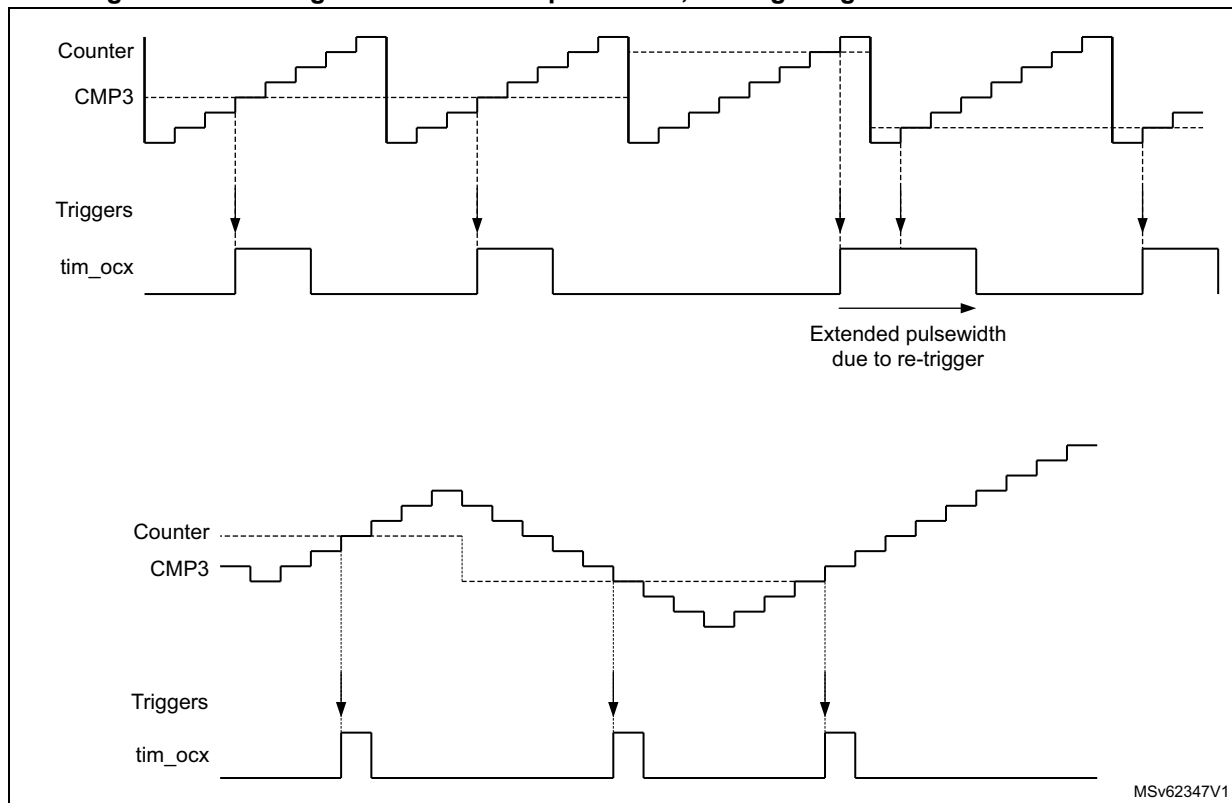 Counter
CMP3
Triggers
tim_ocx
Extended pulsewidth
due to re-trigger
Counter
CMP3
Triggers
tim_ocx
MSv62347V1